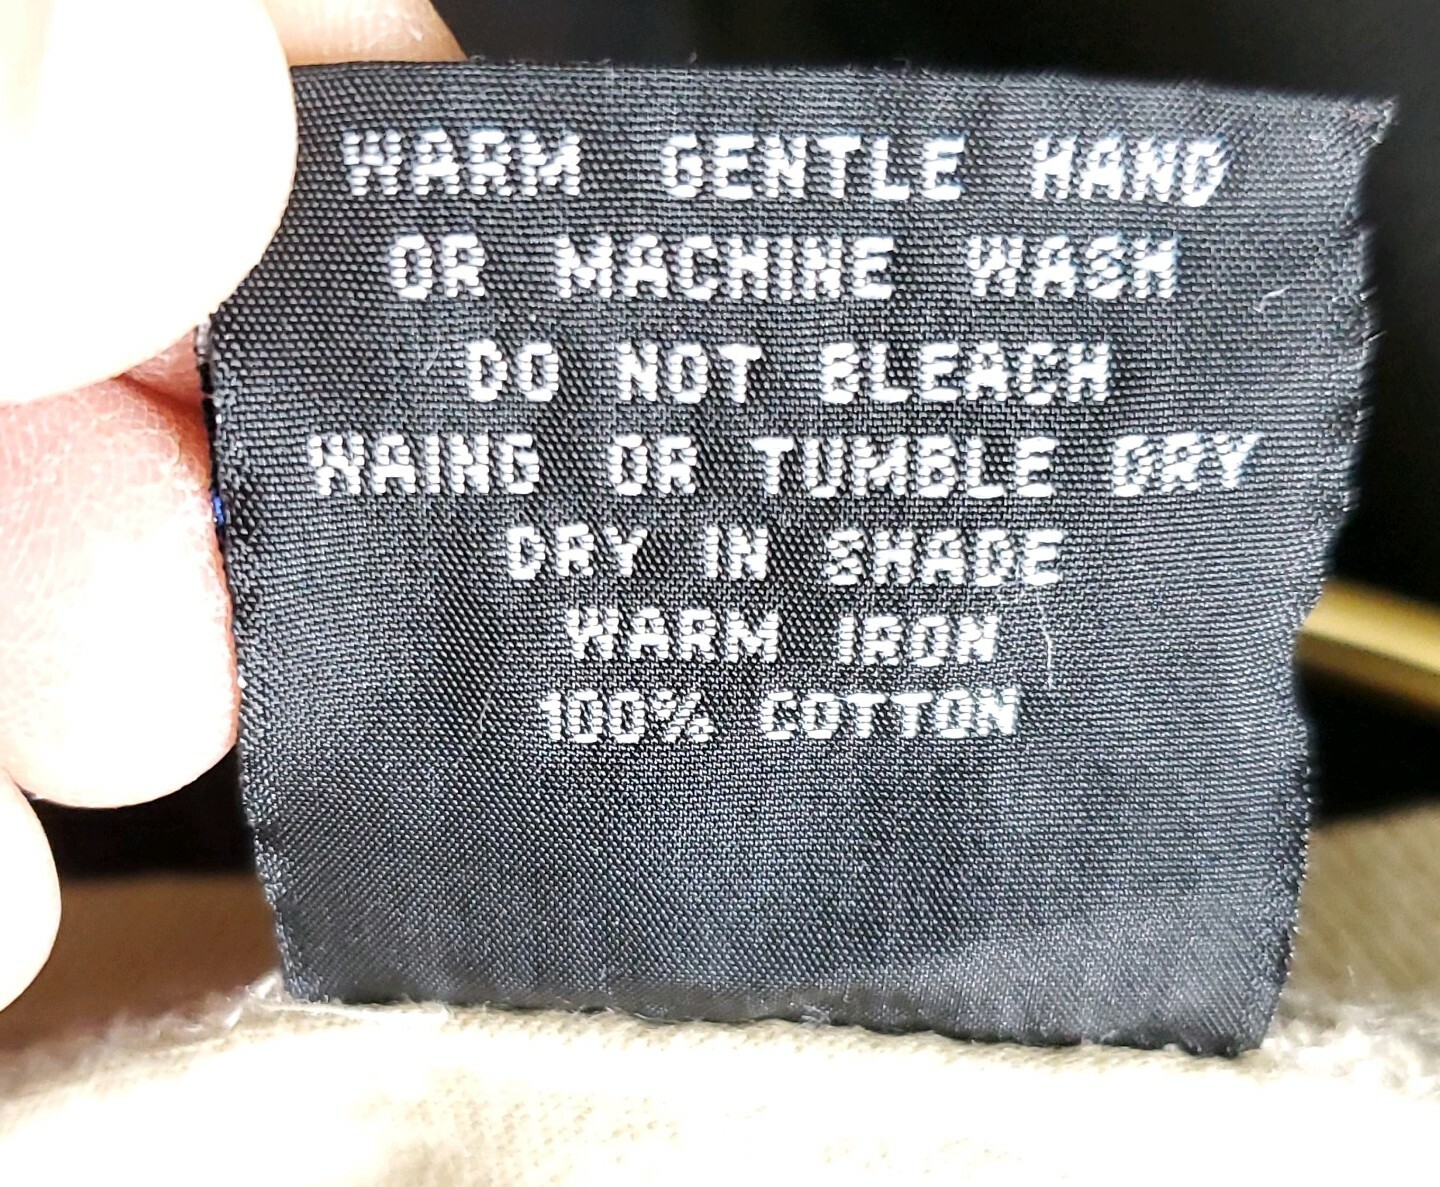 WARM GENTLE HAND
OR MACHINE WASH
DO NOT BLEACH
WAING OR TUMBLE DRY
DRY IN SHADE
WARM IRON
100% COTTON